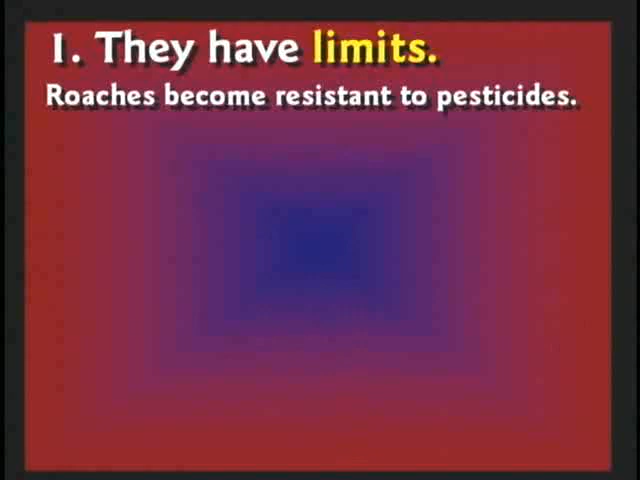 1. They have limits.
Roaches become resistant to pesticides.